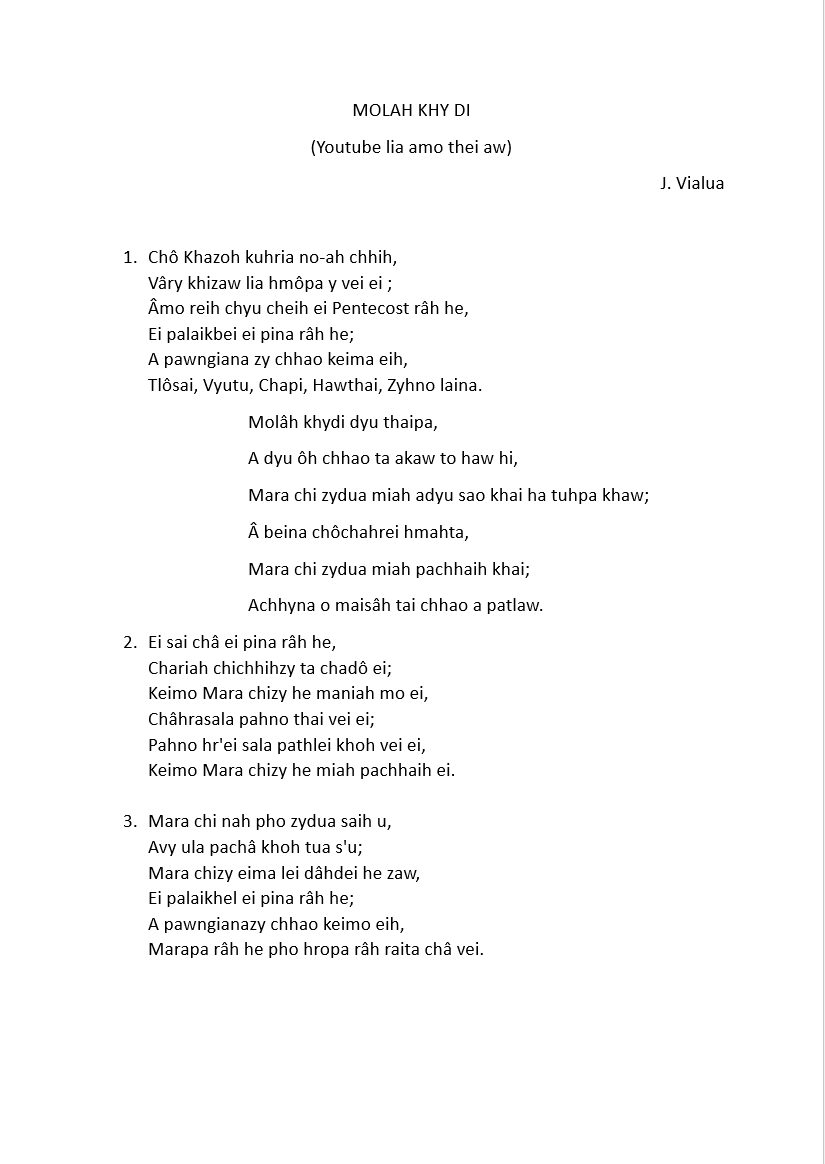 MOLAH KHY DI
(Youtube lia amo thei aw)
J. Vialua
1. Chô Khazoh kuhria no-ah chhih,
Vâry khizaw lia hmôpa y vei ei ;
Âmo reih chyu cheih ei Pentecost râh he,
Ei palaikbei ei pina râh he;
A pawngiana zy chhao keima eih,
Tlôsai, Vyutu, Chapi, Hawthai, Zyhno laina.
Molâh khydi dyu thaipa,
A dyu ôh chhao ta akaw to haw hi,
Mara chi zydua miah adyu sao khai ha tuhpa khaw;
Â beina chôchahrei hmahta,
Mara chi zydua miah pachhaih khai;
Achhyna o maisâh tai chhao a patlaw.
2. Ei sai châ ei pina râh he,
Chariah chichhihzy ta chadô ei;
Keimo Mara chizy he maniah mo ei,
Châhrasala pahno thai vei ei;
Pahno hr'ei sala pathlei khoh vei ei,
Keimo Mara chizy he miah pachhaih ei.
3. Mara chi nah pho zydua saih u,
Avy ula pachâ khoh tua s'u;
Mara chizy eima lei dâhdei he zaw,
Ei palaikhel ei pina râh he;
A pawngianazy chhao keimo eih,
Marapa râh he pho hropa râh raita châ vei.